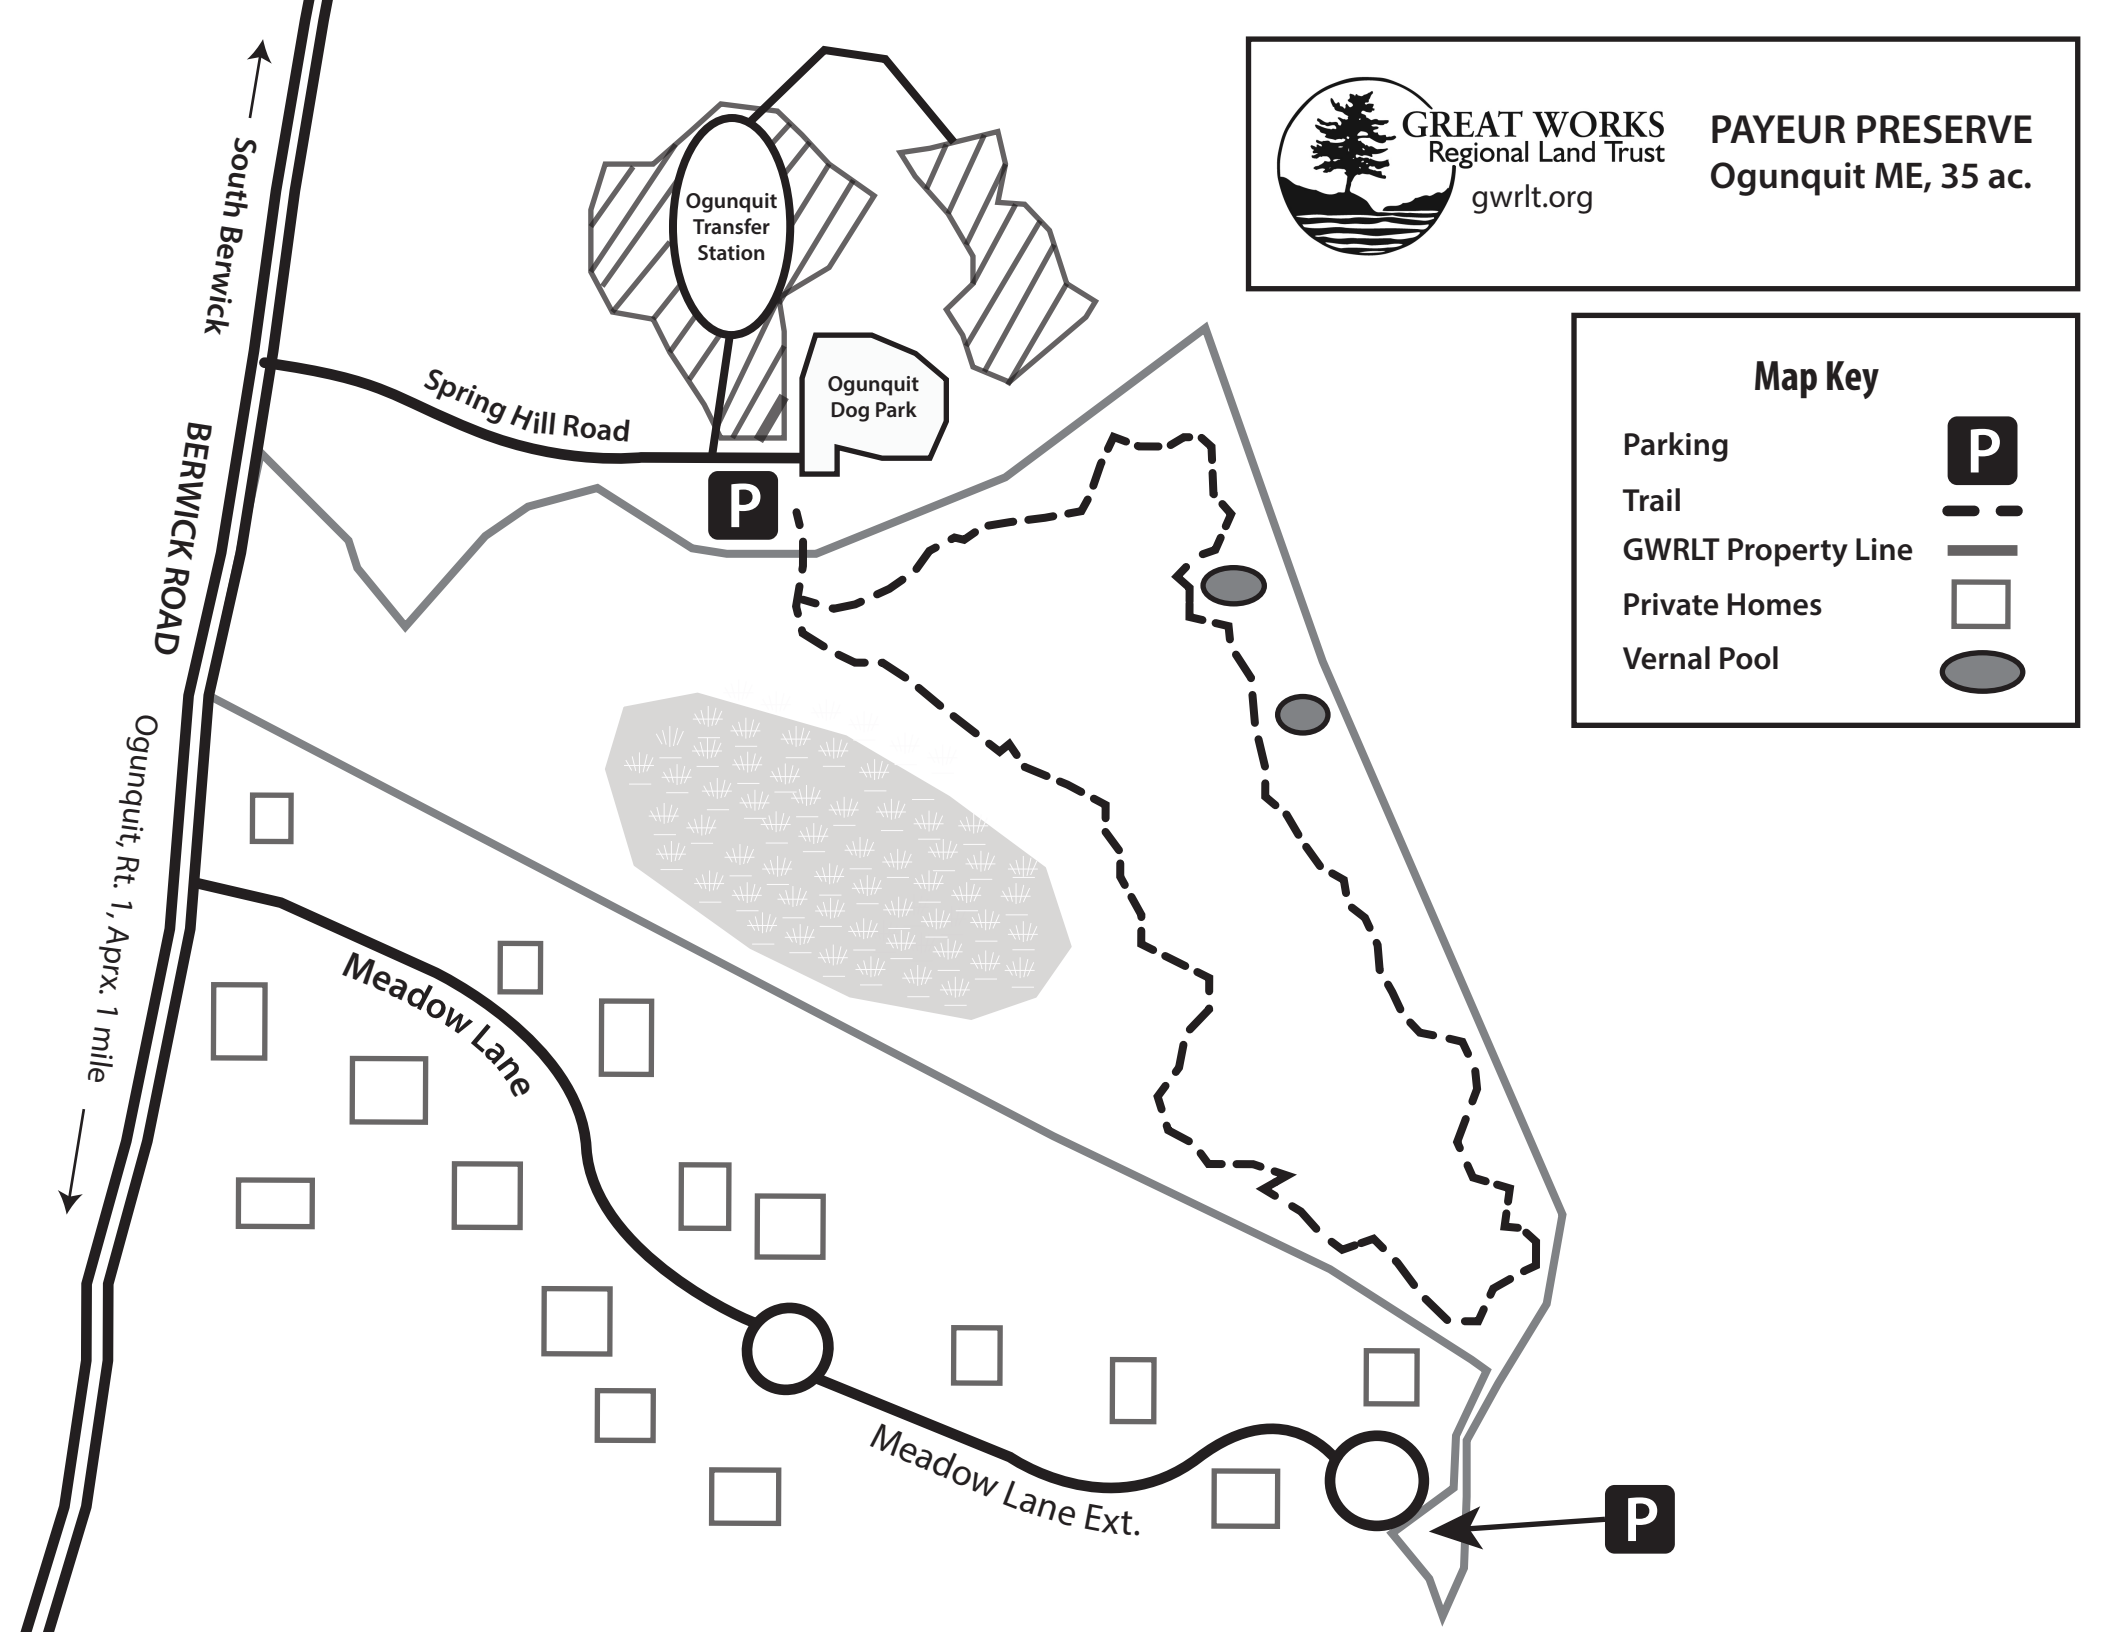 GREAT WORKS
Regional Land Trust
gwrlt.org
PAYEUR PRESERVE
Ogunquit ME, 35 ac.
Map Key
Parking
P
Trail
GWRLT Property Line
Private Homes
Vernal Pool
South Berwick
BERWICK ROAD
Ogunquit, Rt. 1, Aprx. 1 mile
Ogunquit
Transfer
Station
Ogunquit
Dog Park
Spring Hill Road
P
Meadow Lane
Meadow Lane Ext.
P